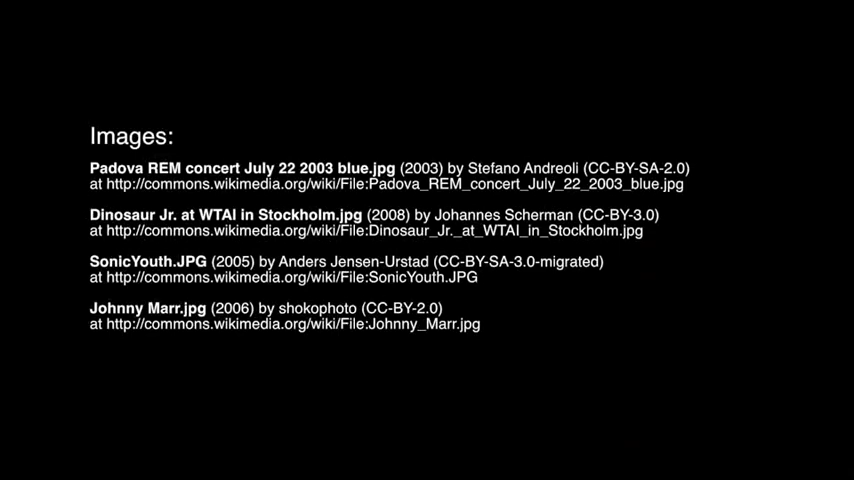 Images:
Padova REM concert July 22 2003 blue.jpg (2003) by Stefano Andreoli (CC-BY-SA-2.0)
at http://commons.wikimedia.org/wiki/File:Padova_REM_concert_July_22_2003_blue.jpg
Dinosaur Jr. at WTAI in Stockholm.jpg (2008) by Johannes Scherman (CC-BY-3.0)
at http://commons.wikimedia.org/wiki/File:Dinosaur_Jr._at_WTAI_in_Stockholm.jpg
SonicYouth.JPG (2005) by Anders Jensen-Urstad (CC-BY-SA-3.0-migrated)
at http://commons.wikimedia.org/wiki/File:SonicYouth.JPG
Johnny Marr.jpg (2006) by shokophoto (CC-BY-2.0)
at http://commons.wikimedia.org/wiki/File:Johnny_Marr.jpg